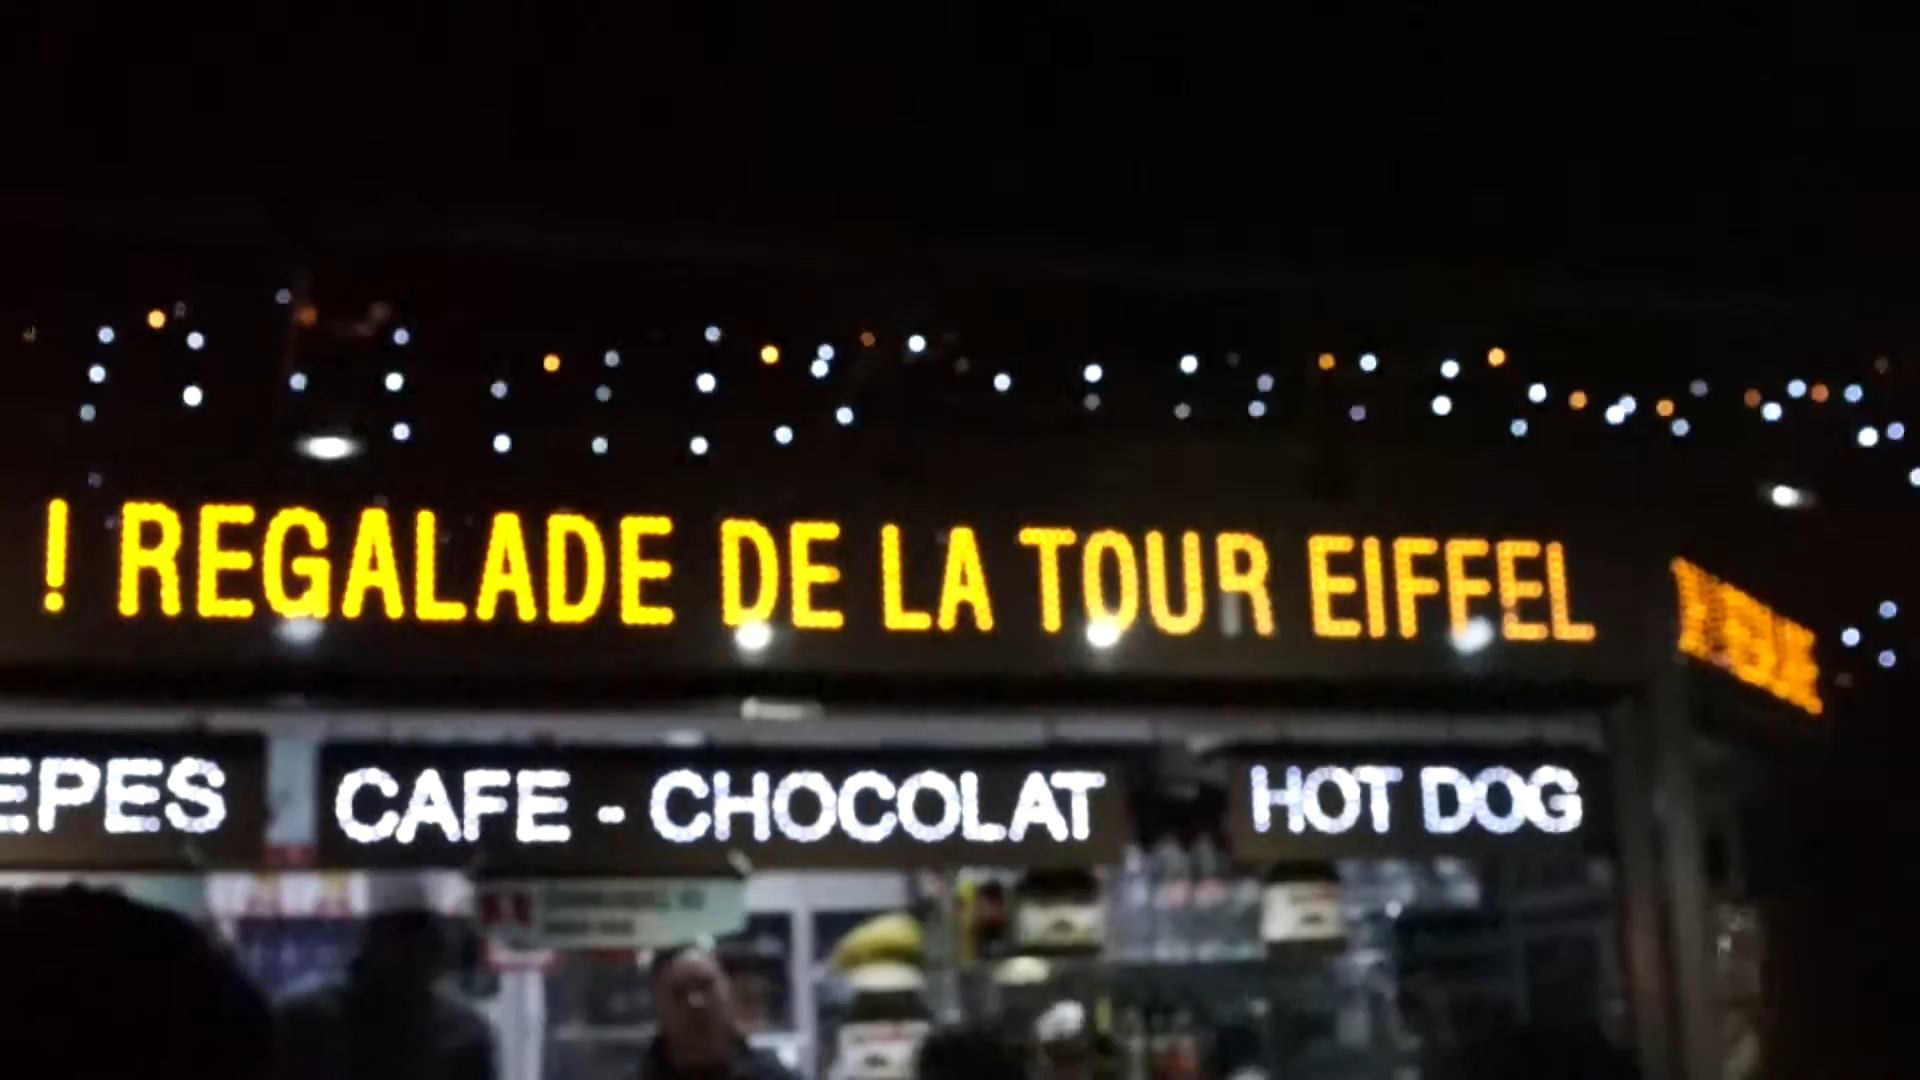 ! REGALADE DE LA TOUR EIFFEL
EPES
CAFE - CHOCOLAT
HOT DOG